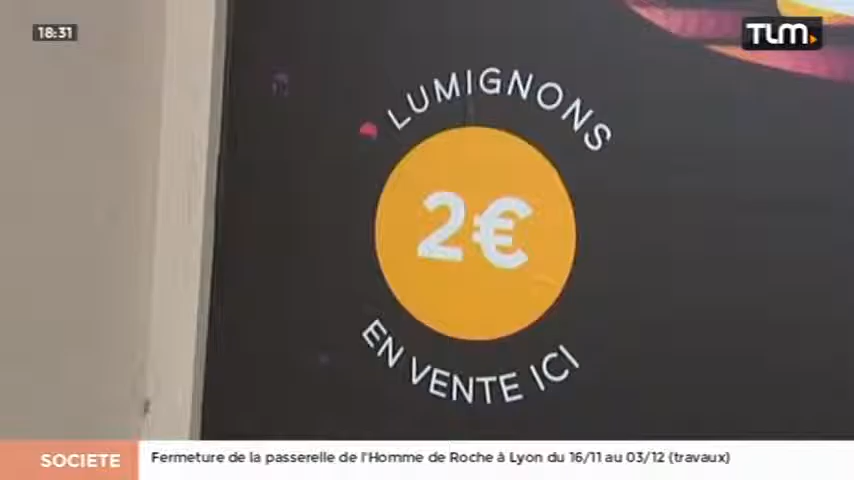 18:31
TLM
LUMIGNONS
2€
EN VENTE ICI
SOCIETE
Fermeture de la passerelle de l'Homme de Roche à Lyon du 16/11 au 03/12 (travaux)